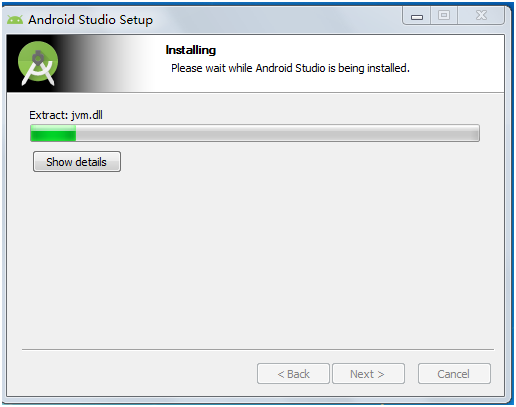 Android Studio Setup
Installing
Please wait while Android Studio is being installed.
Extract: jvm.dll
Show details
< Back
Next >
Cancel